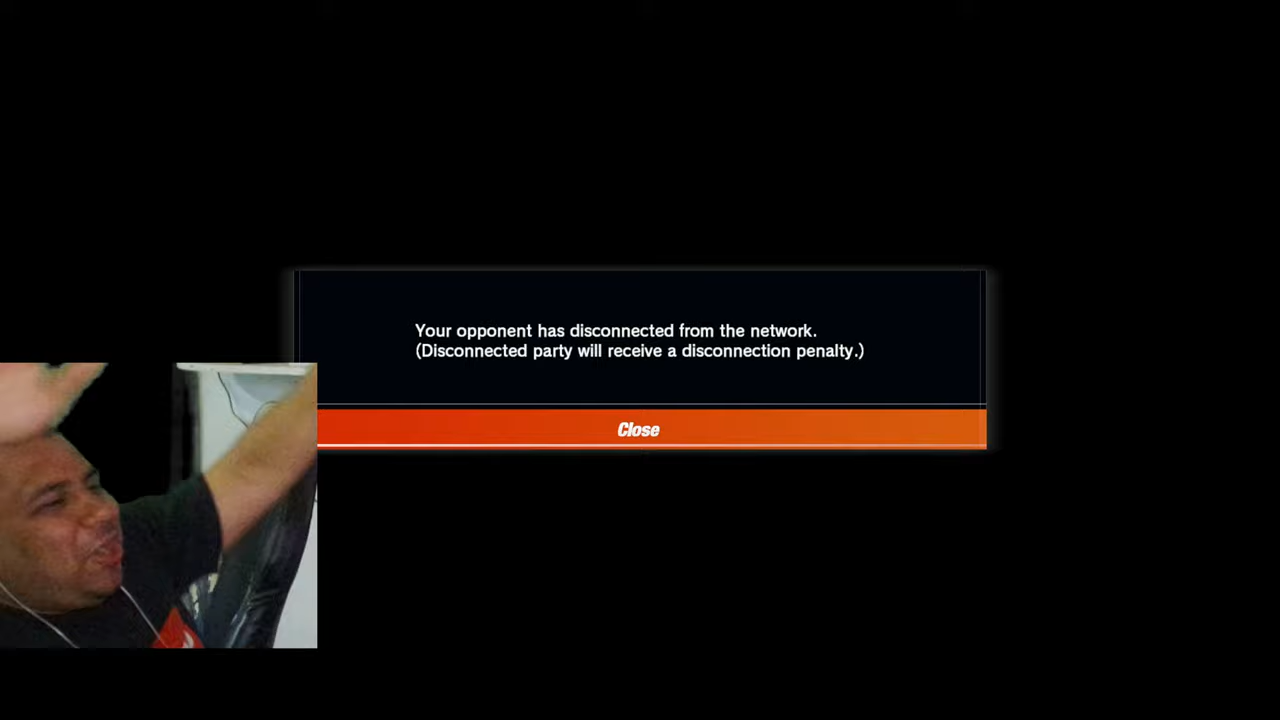 Your opponent has disconnected from the network.
(Disconnected party will receive a disconnection penalty.)
Close